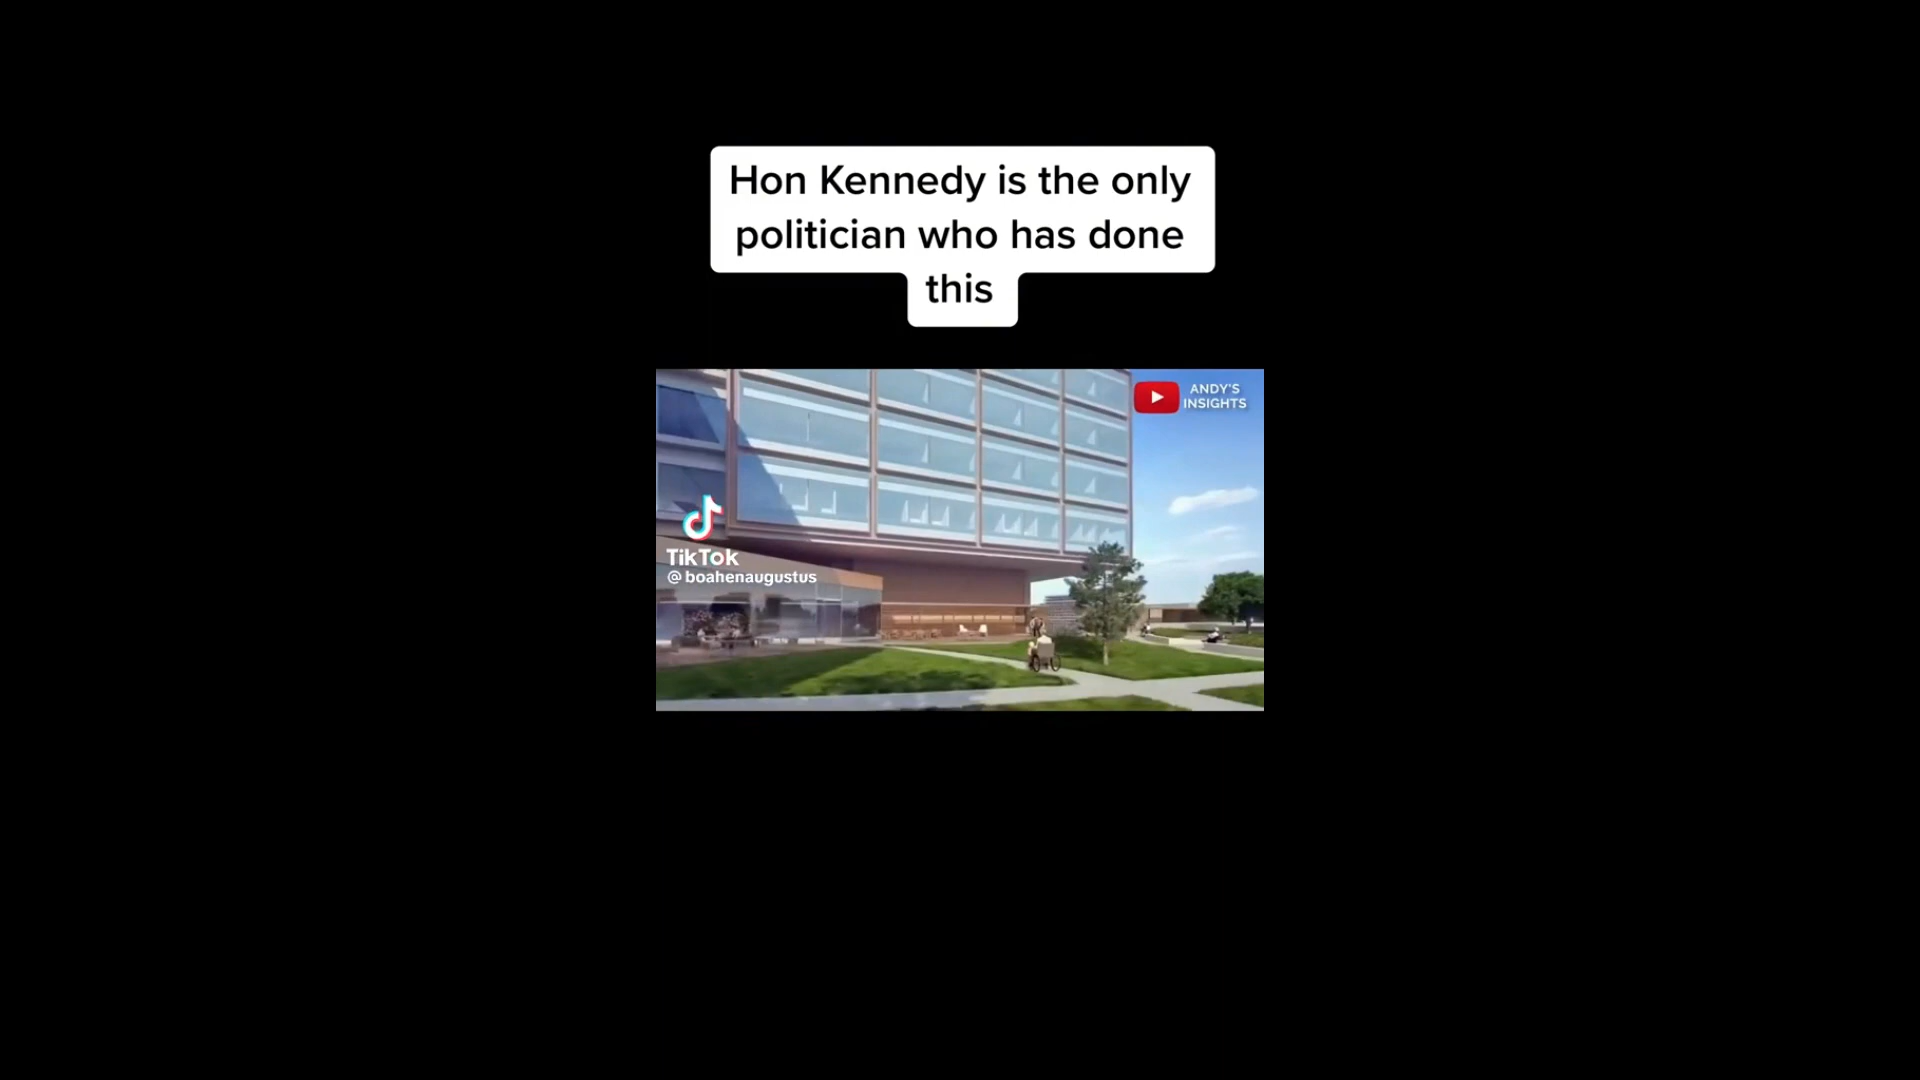 Hon Kennedy is the only
politician who has done
this
ANDY'S
INSIGHTS
TikTok
@boahenaugustus